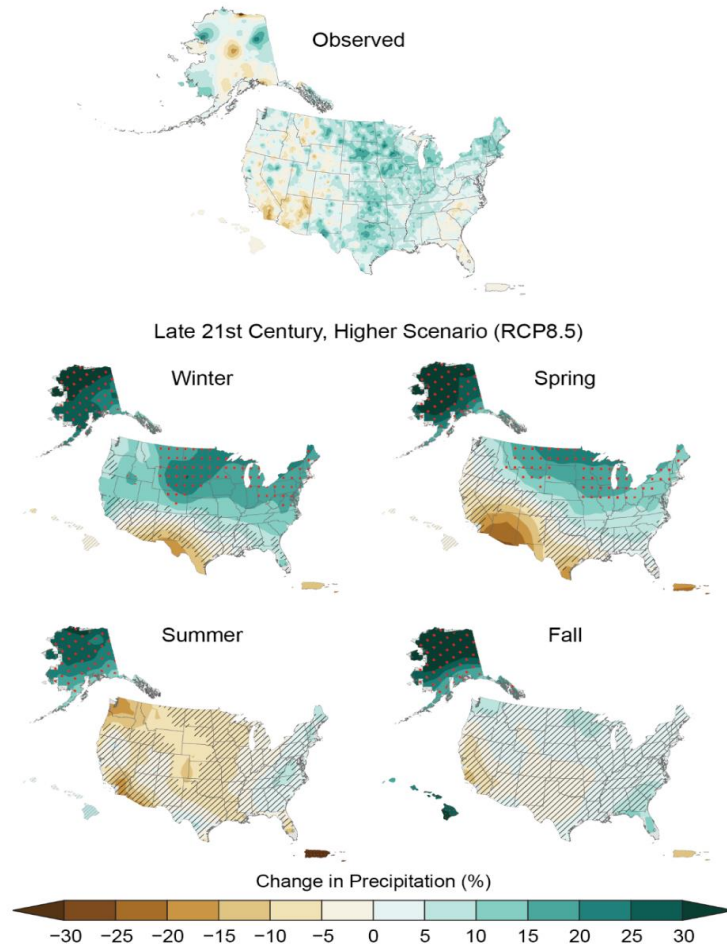 Observed
Late 21st Century, Higher Scenario (RCP8.5)
Winter
Spring
Summer
Fall
Change in Precipitation (%)
−30 −25 −20 −15 −10 −5 0 5 10 15 20 25 30